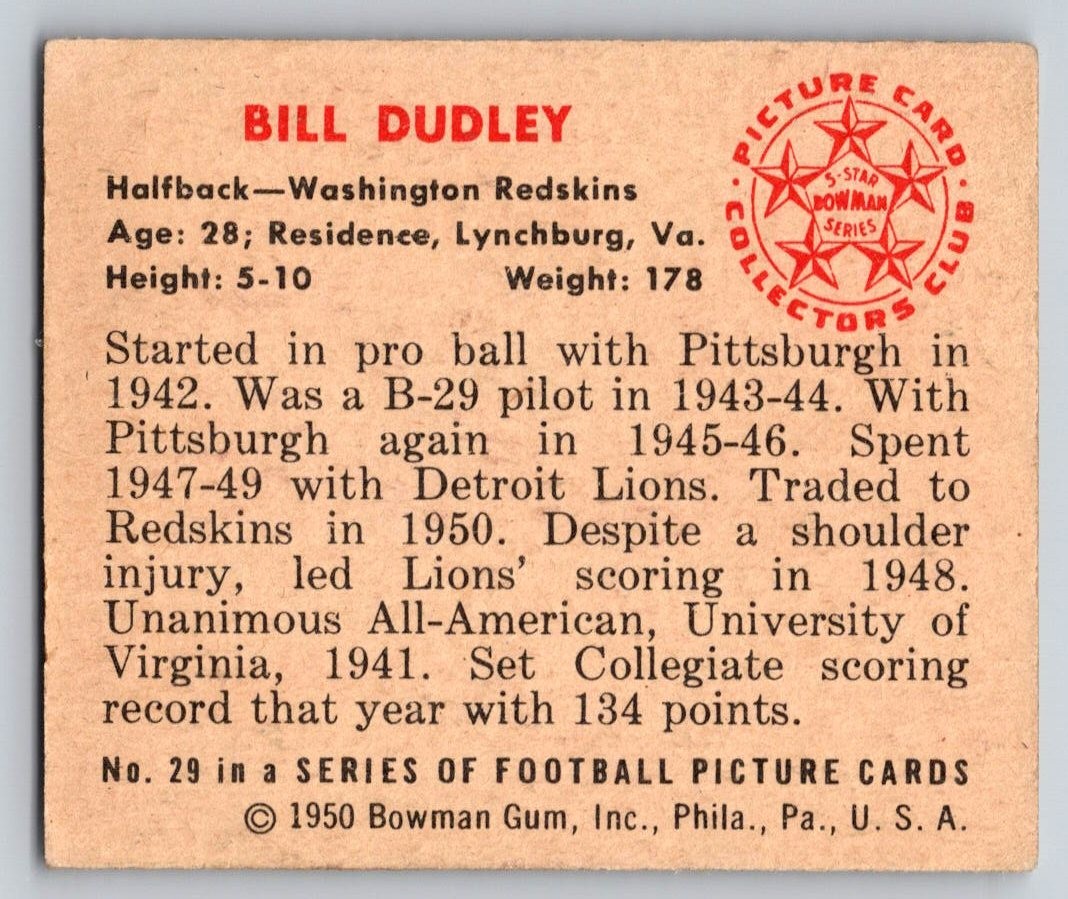 BILL DUDLEY
Halfback—Washington Redskins
Age: 28; Residence, Lynchburg, Va.
Height: 5-10 Weight: 178
PICTURE CARD COLLECTORS CLUB
5-STAR
BOWMAN
SERIES
Started in pro ball with Pittsburgh in
1942. Was a B-29 pilot in 1943-44. With
Pittsburgh again in 1945-46. Spent
1947-49 with Detroit Lions. Traded to
Redskins in 1950. Despite a shoulder
injury, led Lions' scoring in 1948.
Unanimous All-American, University of
Virginia, 1941. Set Collegiate scoring
record that year with 134 points.
No. 29 in a SERIES OF FOOTBALL PICTURE CARDS
© 1950 Bowman Gum, Inc., Phila., Pa., U. S. A.